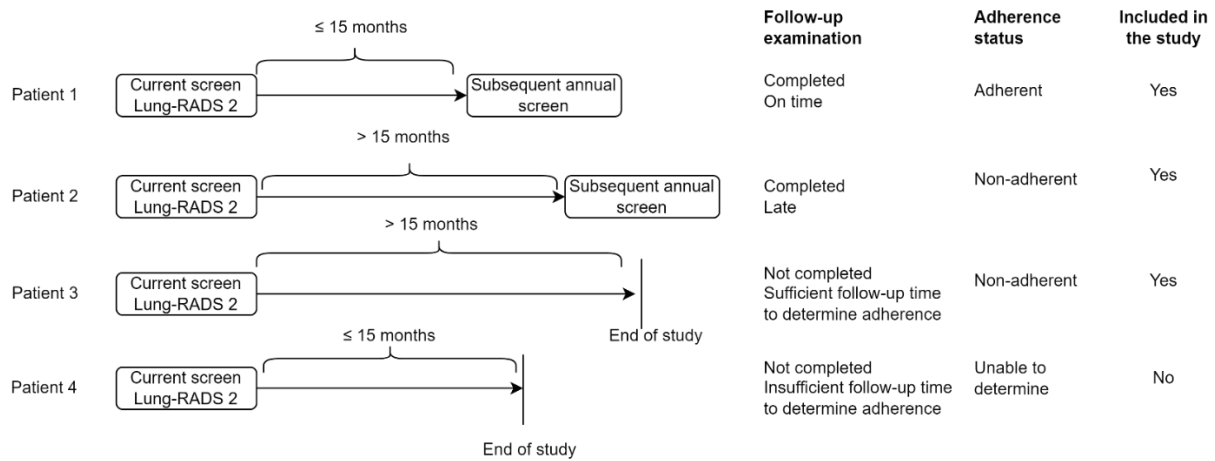 Follow-up
examination
Adherence
status
Included in
the study
≤ 15 months
Patient 1
Current screen
Lung-RADS 2
Subsequent annual
screen
Completed
On time
Adherent
Yes
> 15 months
Patient 2
Current screen
Lung-RADS 2
Subsequent annual
screen
Completed
Late
Non-adherent
Yes
> 15 months
Patient 3
Current screen
Lung-RADS 2
End of study
Not completed
Sufficient follow-up time
to determine adherence
Non-adherent
Yes
≤ 15 months
Patient 4
Current screen
Lung-RADS 2
End of study
Not completed
Insufficient follow-up time
to determine adherence
Unable to
determine
No